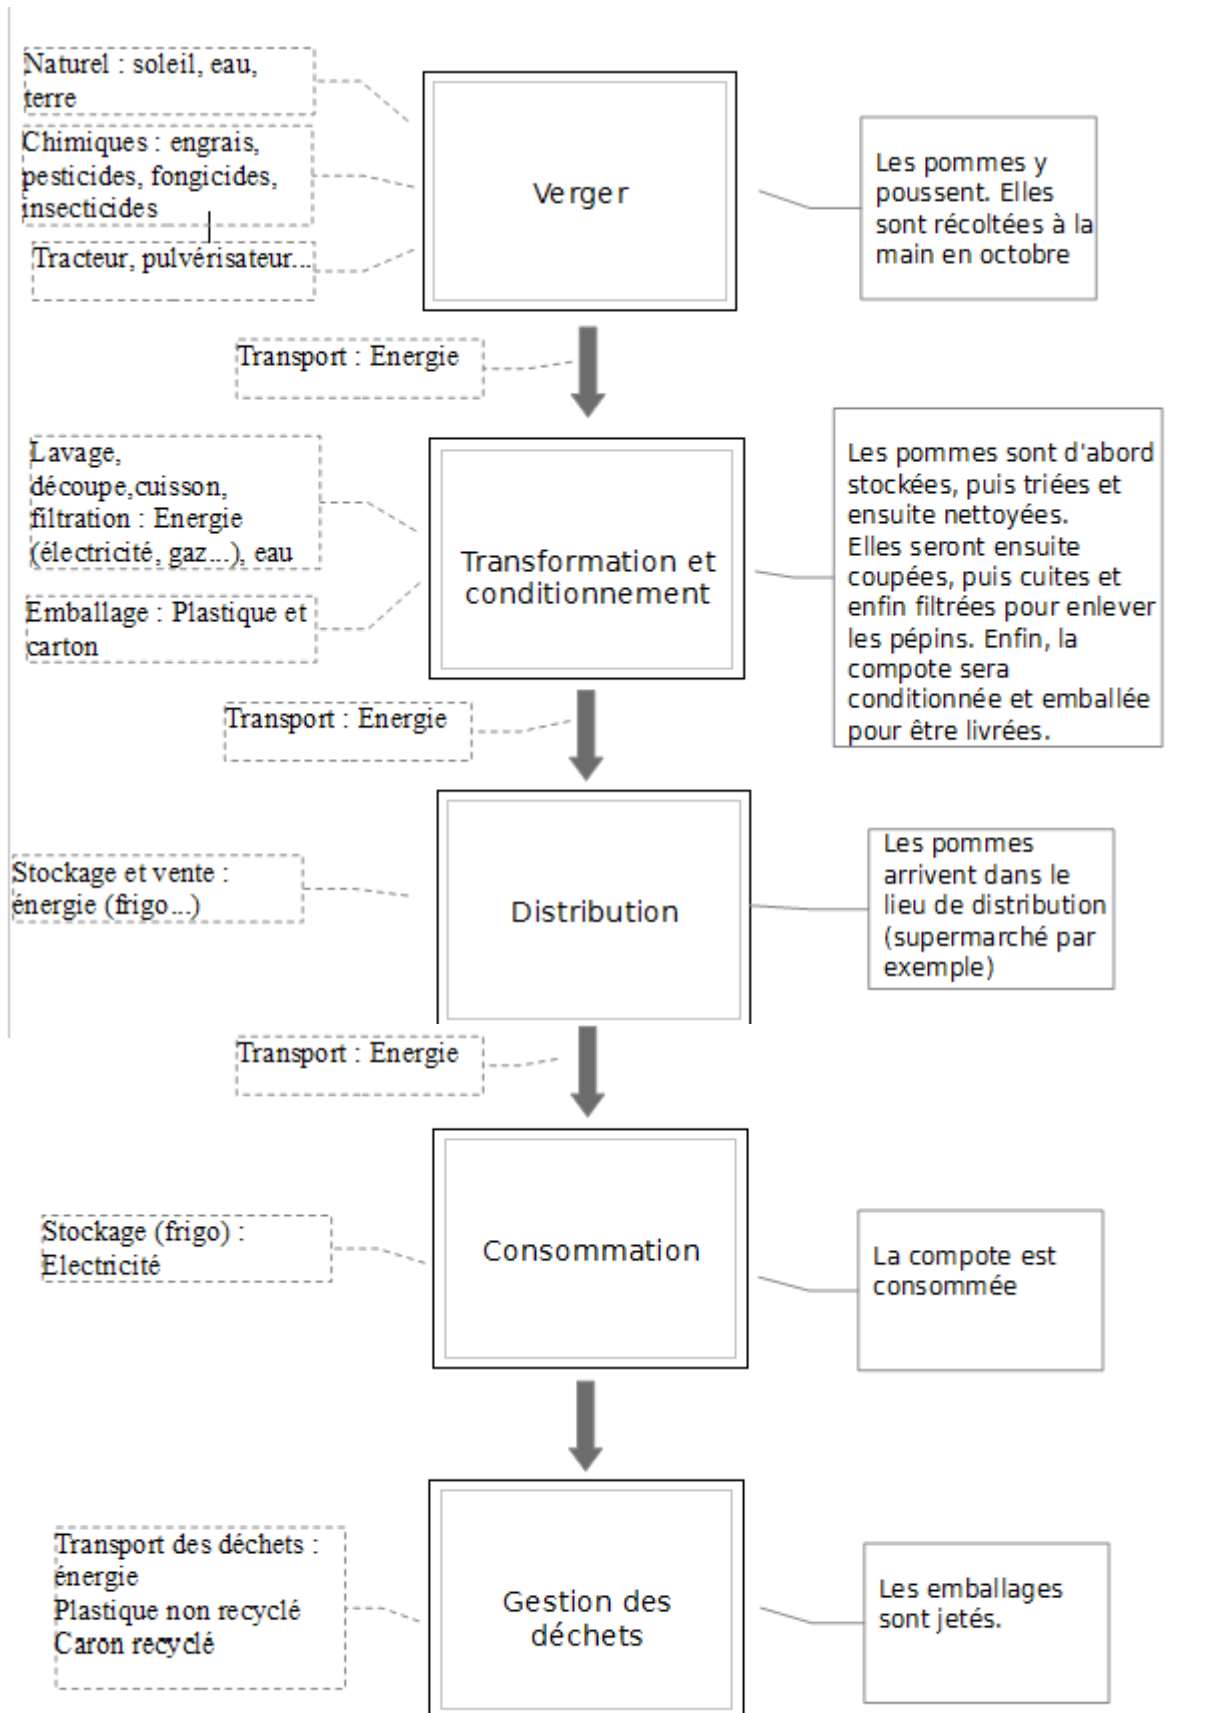 Naturel : soleil, eau,
terre
Chimiques : engrais,
pesticides, fongicides,
insecticides
Tracteur, pulvérisateur...
Verger
Les pommes y
poussent. Elles
sont récoltées à la
main en octobre
Transport : Energie
Lavage,
découpe,cuisson,
filtration : Energie
(électricité, gaz...), eau
Emballage : Plastique et
carton
Transformation et
conditionnement
Les pommes sont d'abord
stockées, puis triées et
ensuite nettoyées.
Elles seront ensuite
coupées, puis cuites et
enfin filtrées pour enlever
les pépins. Enfin, la
compote sera
conditionnée et emballée
pour être livrées.
Transport : Energie
Stockage et vente :
énergie (frigo...)
Distribution
Les pommes
arrivent dans le
lieu de distribution
(supermarché par
exemple)
Transport : Energie
Stockage (frigo) :
Electricité
Consommation
La compote est
consommée
Transport des déchets :
énergie
Plastique non recyclé
Caron recyclé
Gestion des
déchets
Les emballages
sont jetés.